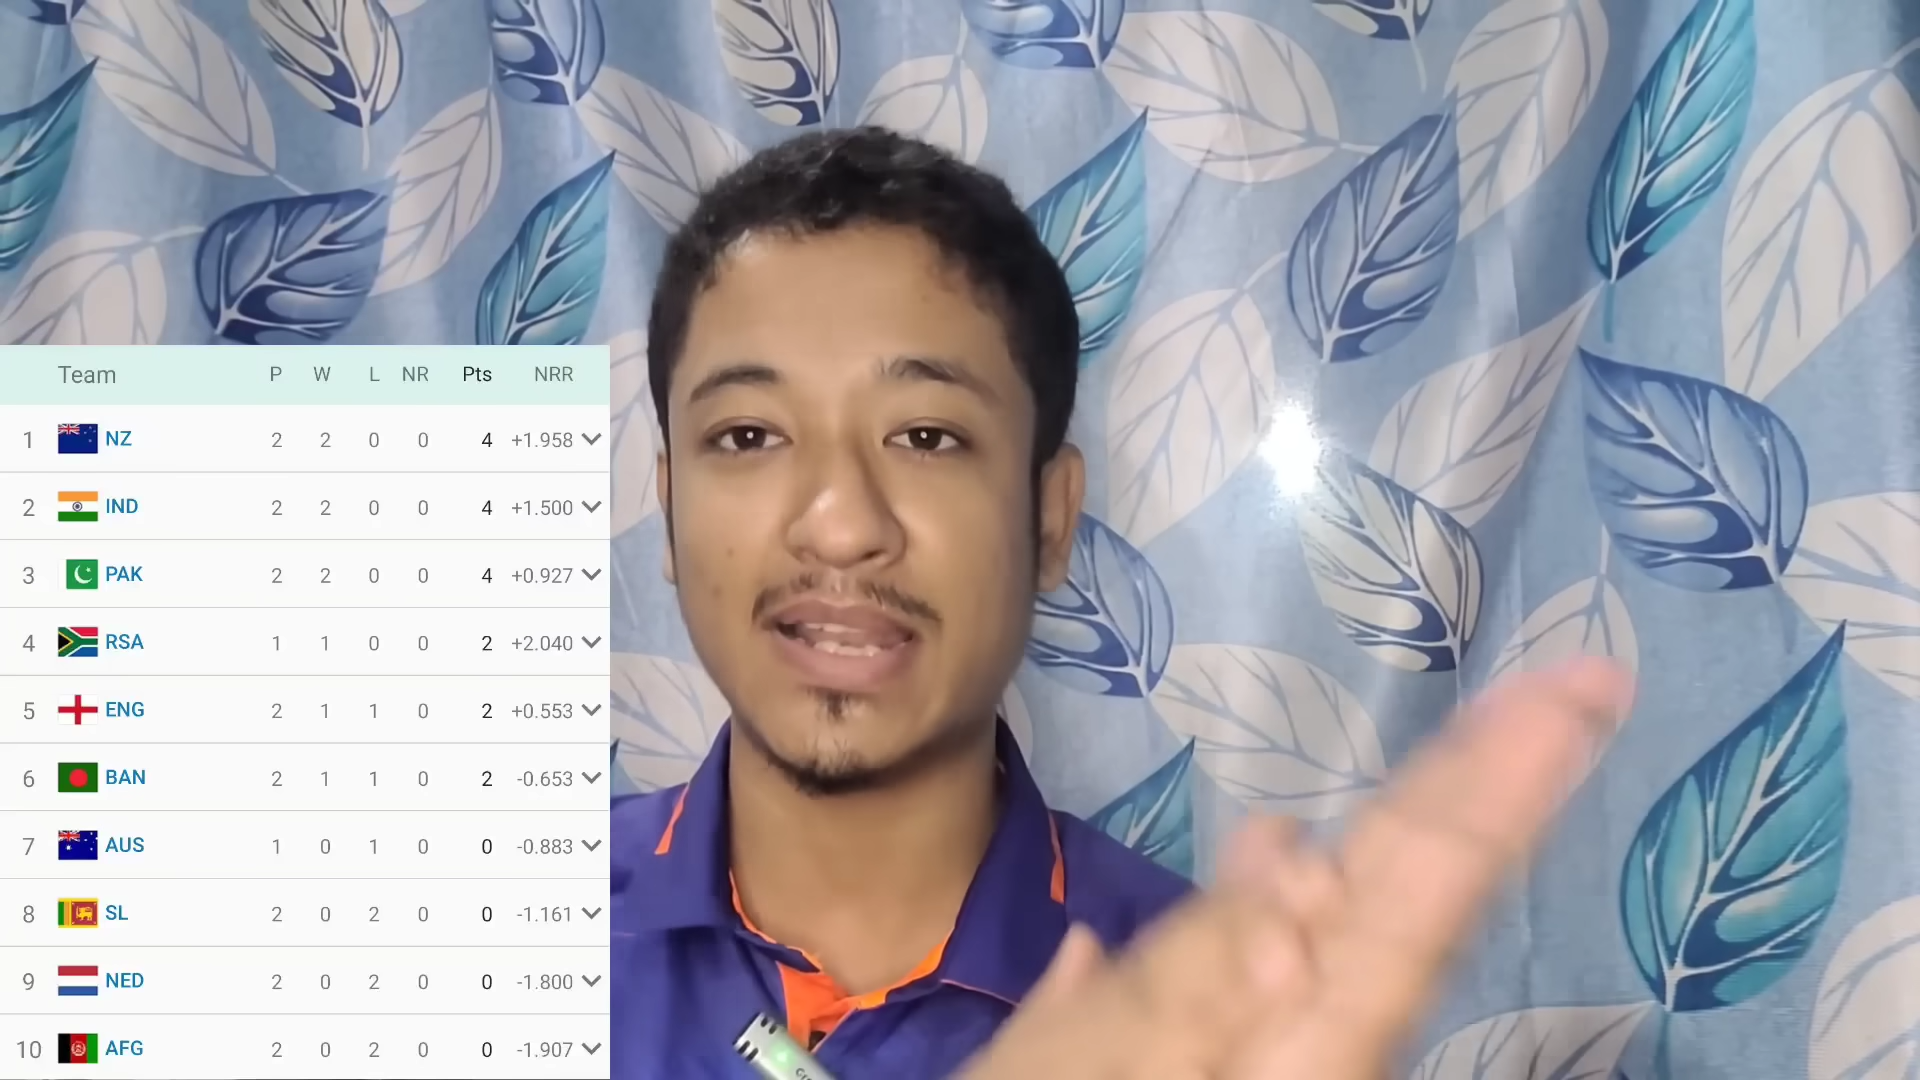 Team P W L NR Pts NRR
1 NZ 2 2 0 0 4 +1.958
2 IND 2 2 0 0 4 +1.500
3 PAK 2 2 0 0 4 +0.927
4 RSA 1 1 0 0 2 +2.040
5 ENG 2 1 1 0 2 +0.553
6 BAN 2 1 1 0 2 -0.653
7 AUS 1 0 1 0 0 -0.883
8 SL 2 0 2 0 0 -1.161
9 NED 2 0 2 0 0 -1.800
10 AFG 2 0 2 0 0 -1.907